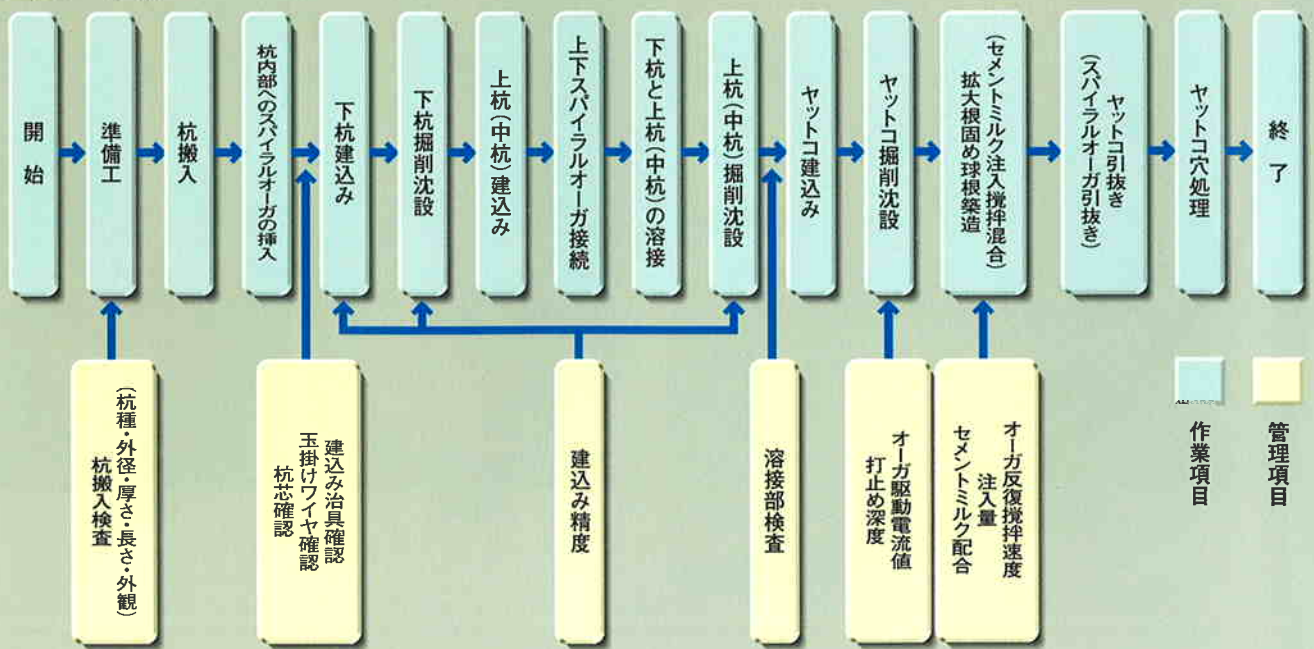 開始
準備工
杭搬入
杭内部へのスパイラルオーガの挿入
下杭建込み
下杭掘削沈設
上杭(中杭)建込み
上下スパイラルオーガ接続
下杭と上杭(中杭)の溶接
上杭(中杭)掘削沈設
ヤットコ建込み
ヤットコ掘削沈設
拡大根固め球根築造
(セメントミルク注入撹拌混合)
ヤットコ引抜き
(スパイラルオーガ引抜き)
ヤットコ穴処理
終了
杭搬入検査
(杭種・外径・厚さ・長さ・外観)
建込み治具確認
玉掛けワイヤ確認
杭芯確認
建込み精度
溶接部検査
オーガ駆動電流値
打止め深度
オーガ反復撹拌速度
注入量
セメントミルク配合
作業項目
管理項目